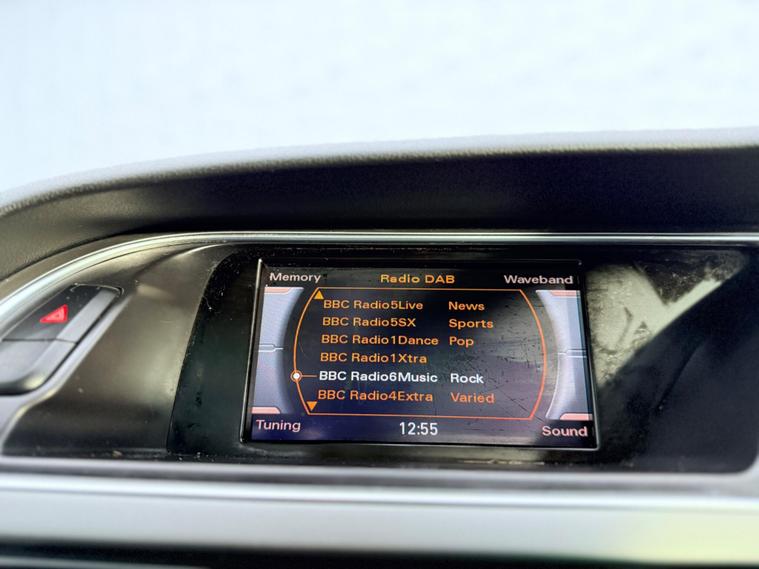 Memory Radio DAB Waveband
BBC Radio5Live News
BBC Radio5SX Sports
BBC Radio1Dance Pop
BBC Radio1Xtra
BBC Radio6Music Rock
BBC Radio4Extra Varied
Tuning 12:55 Sound